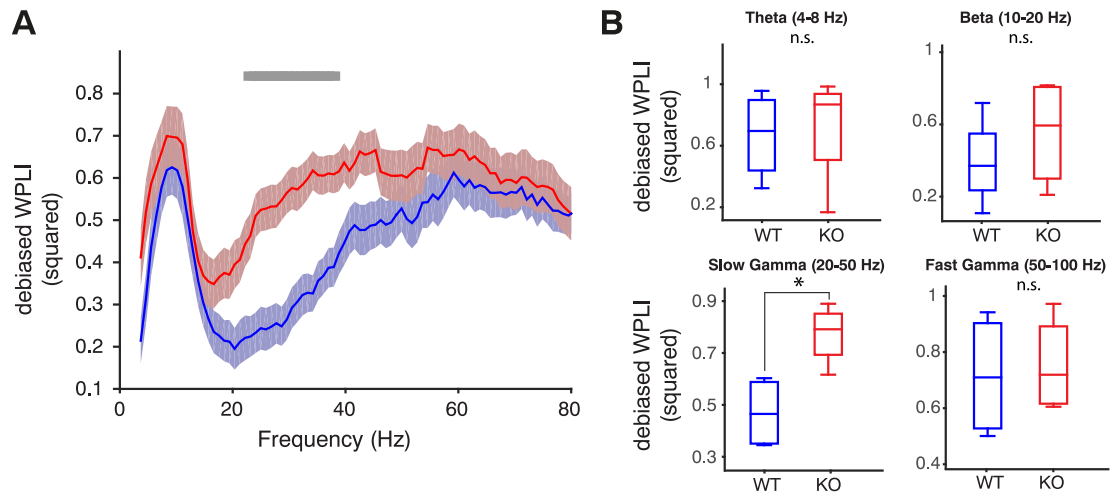 A
debiased WPLI
(squared)
0.8
0.7
0.6
0.5
0.4
0.3
0.2
0.1
0
20
40
60
80
Frequency (Hz)
B
Theta (4-8 Hz)
n.s.
debiased WPLI
(squared)
1
0.6
0.2
WT
KO
Beta (10-20 Hz)
n.s.
1
0.6
0.2
WT
KO
Slow Gamma (20-50 Hz)
*
debiased WPLI
(squared)
0.9
0.7
0.5
0.3
WT
KO
Fast Gamma (50-100 Hz)
n.s.
1
0.8
0.6
0.4
WT
KO